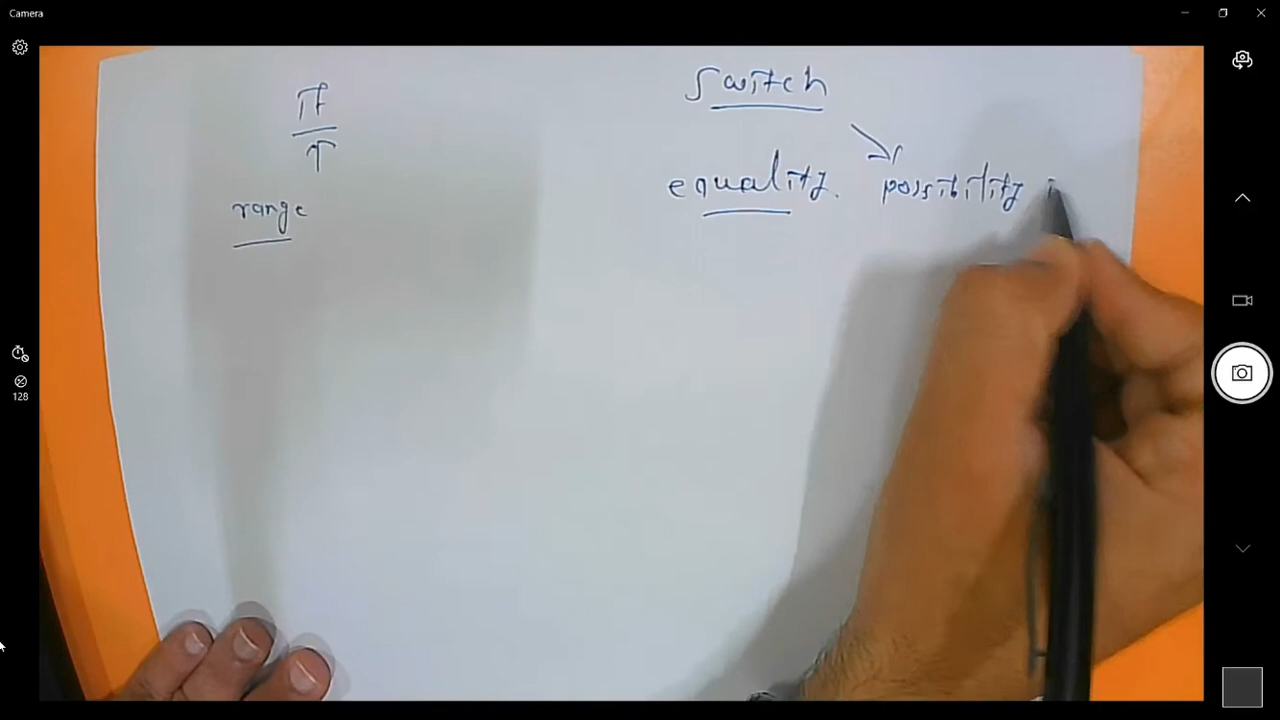 Camera
if
switch
equality. possibility
range
128